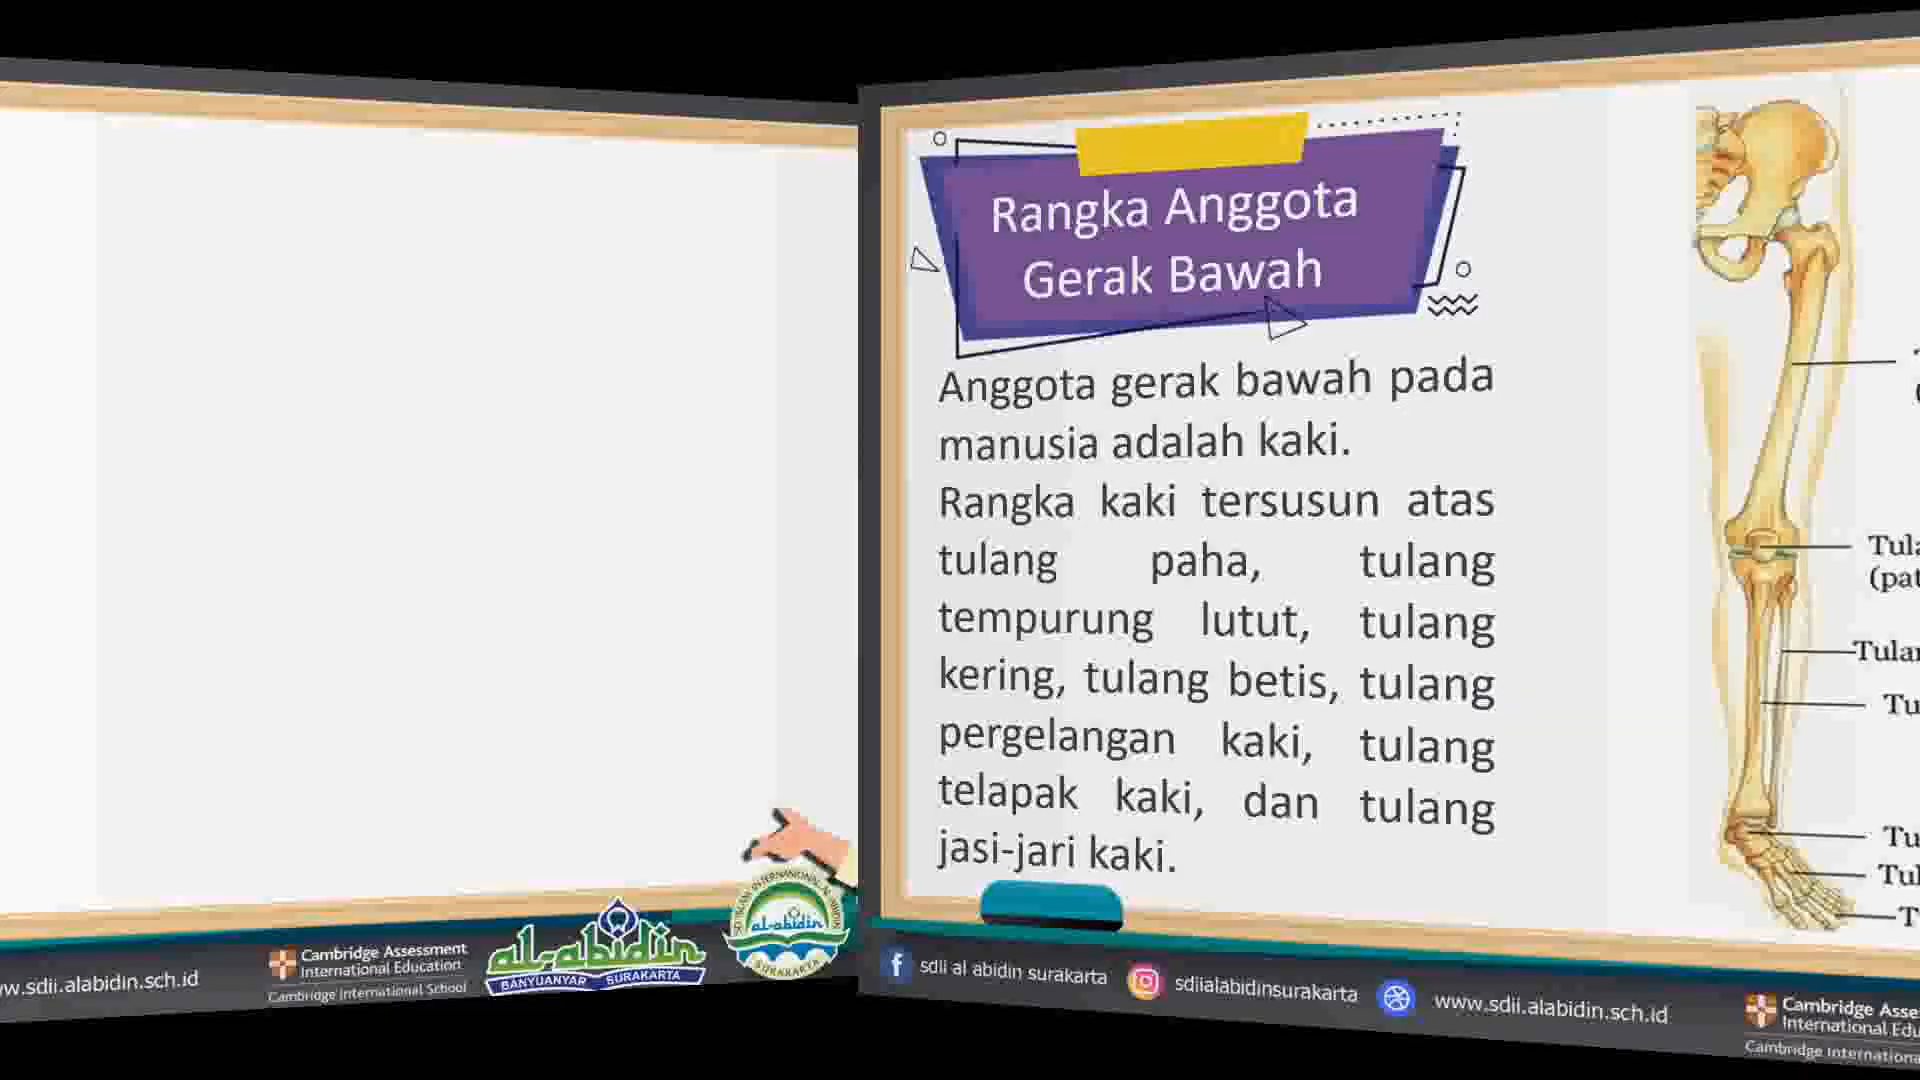 Rangka Anggota
Gerak Bawah
Anggota gerak bawah pada
manusia adalah kaki.
Rangka kaki tersusun atas
tulang paha, tulang
tempurung lutut, tulang
kering, tulang betis, tulang
pergelangan kaki, tulang
telapak kaki, dan tulang
jasi-jari kaki.
sdii.alabidin.sch.id
Cambridge Assessment
International Education
Cambridge International School
al-abidin
BANYUANYAR SURAKARTA
al-abidin
SURAKARTA
sdii al abidin surakarta
sdiialabidinsurakarta
www.sdii.alabidin.sch.id
Cambridge
International
Cambridge